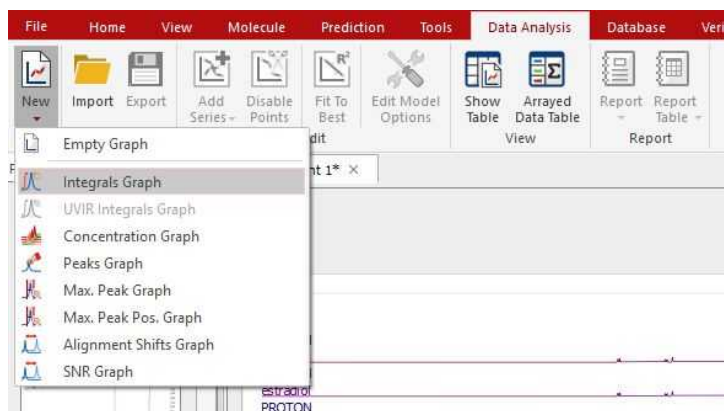 File Home View Molecule Prediction Tools Data Analysis Database Veri
New Import Export Add Series Disable Points Fit To Best R² Edit Model Options Show Table Arrayed Data Table Report Report Table
dit View Report
Empty Graph
nt 1* ×
Integrals Graph
UVIR Integrals Graph
Concentration Graph
Peaks Graph
Max. Peak Graph
Max. Peak Pos. Graph
Alignment Shifts Graph
SNR Graph
estradiol
PROTON